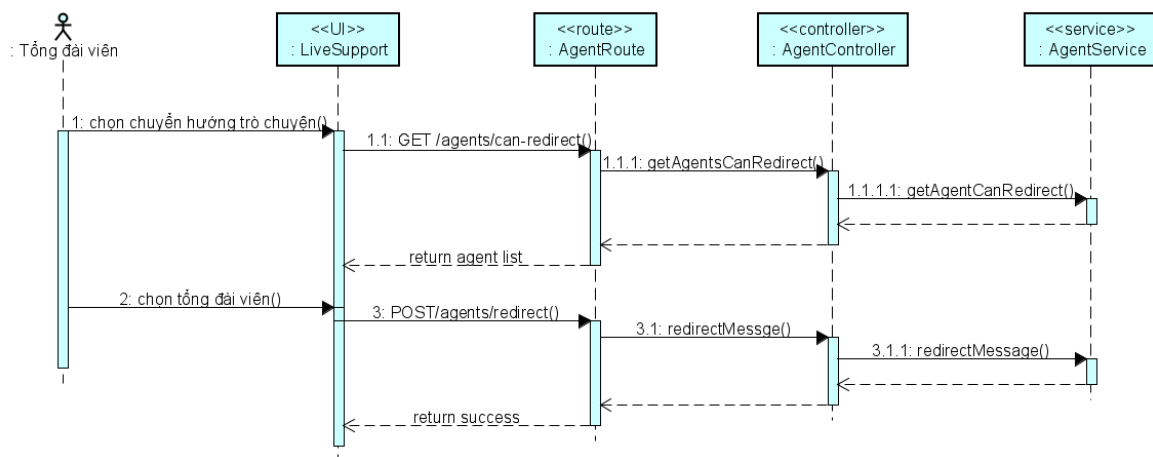 : Tổng đài viên
<<UI>>
: LiveSupport
<<route>>
: AgentRoute
<<controller>>
: AgentController
<<service>>
: AgentService
1: chọn chuyển hướng trò chuyện()
1.1: GET /agents/can-redirect()
1.1.1: getAgentsCanRedirect()
1.1.1.1: getAgentCanRedirect()
return agent list
2: chọn tổng đài viên()
3: POST/agents/redirect()
3.1: redirectMessge()
3.1.1: redirectMessage()
return success